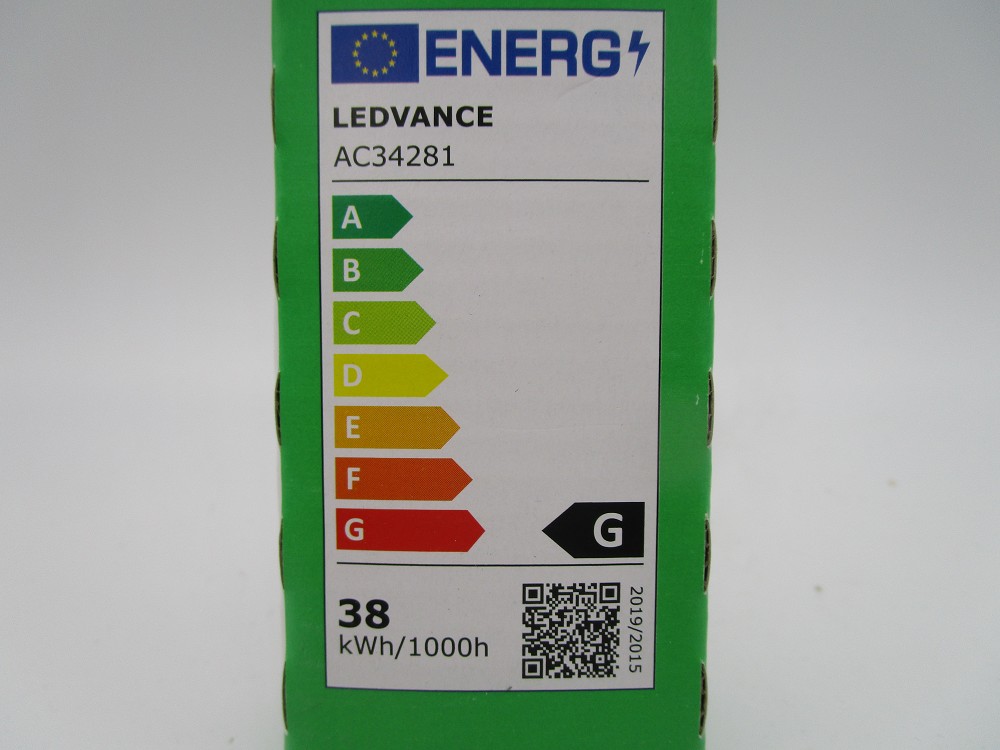 ENERG
LEDVANCE
AC34281
A
B
C
D
E
F
G
G
38
kWh/1000h
2019/2015